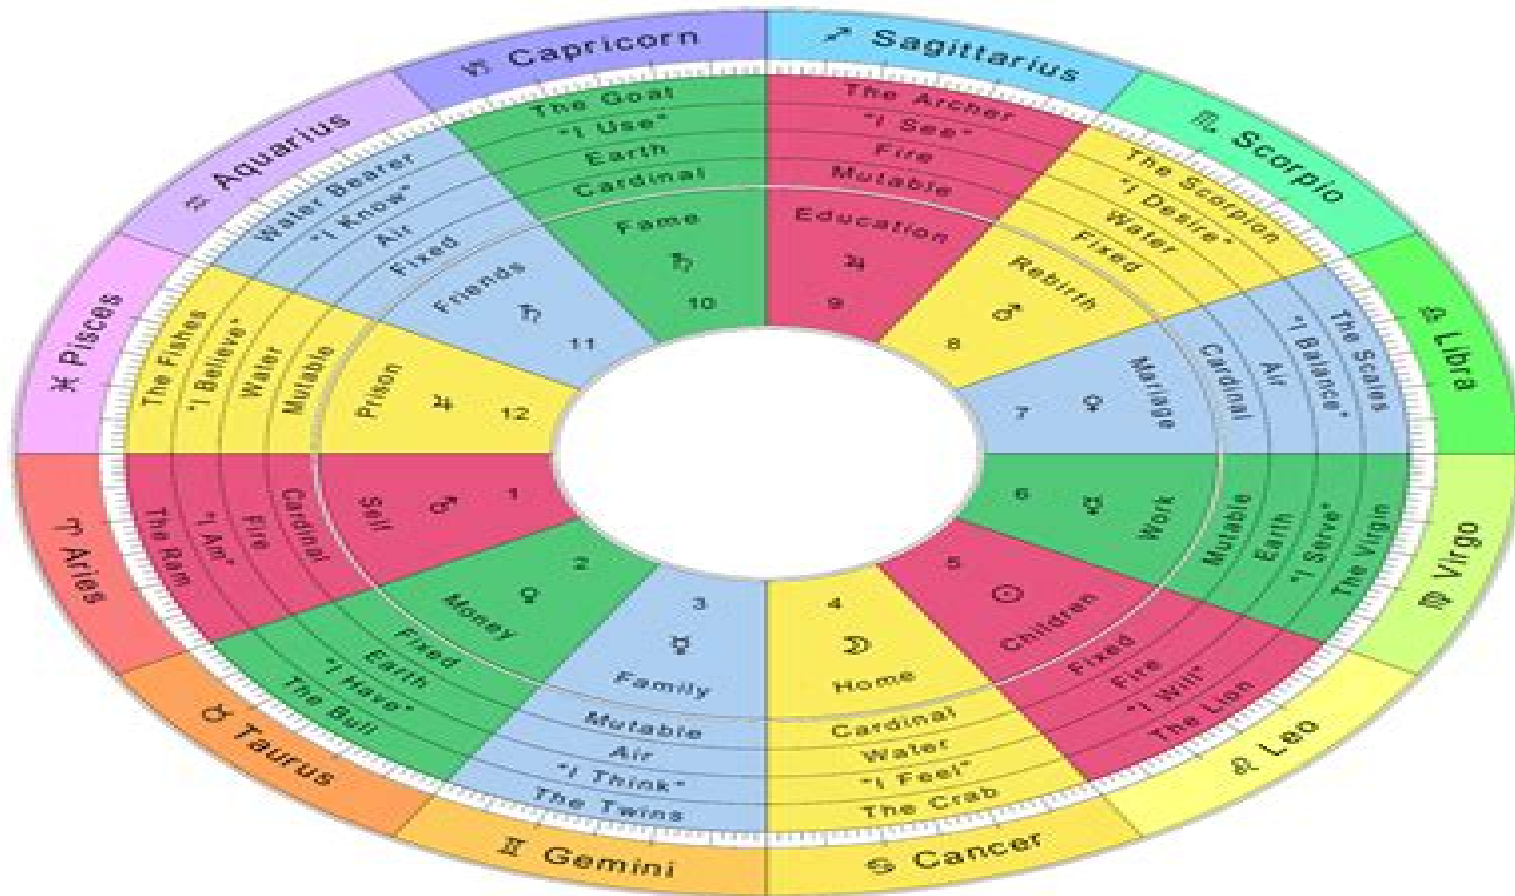 ♈ Aries
The Ram
"I Am"
Fire
Cardinal
Self
♂
1
♉ Taurus
The Bull
"I Have"
Earth
Fixed
Money
♀
2
♊ Gemini
The Twins
"I Think"
Air
Mutable
Family
☿
3
♋ Cancer
The Crab
"I Feel"
Water
Cardinal
Home
☽
4
♌ Leo
The Lion
"I Will"
Fire
Fixed
Children
☉
5
♍ Virgo
The Virgin
"I Serve"
Earth
Mutable
Work
☿
6
♎ Libra
The Scales
"I Balance"
Air
Cardinal
Mariage
♀
7
♏ Scorpio
The Scorpion
"I Desire"
Water
Fixed
Rebirth
♂
8
♐ Sagittarius
The Archer
"I See"
Fire
Mutable
Education
♃
9
♑ Capricorn
The Goat
"I Use"
Earth
Cardinal
Fame
♄
10
♒ Aquarius
Water Bearer
"I Know"
Air
Fixed
Friends
♄
11
♓ Pisces
The Fishes
"I Believe"
Water
Mutable
Prison
♃
12